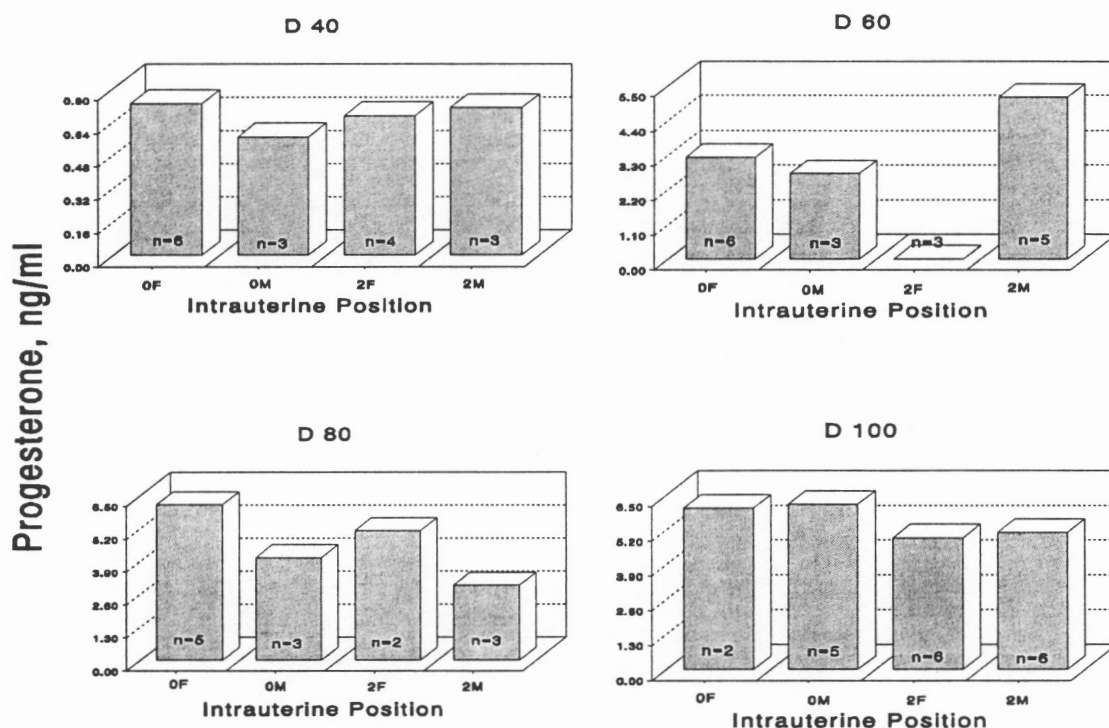 D 40
0.80
0.64
0.48
0.32
0.16
0.00
n=6 n=3 n=4 n=3
0F 0M 2F 2M
Intrauterine Position
D 60
5.50
4.40
3.30
2.20
1.10
0.00
n=6 n=3 n=3 n=5
0F 0M 2F 2M
Intrauterine Position
Progesterone, ng/ml
D 80
6.50
5.20
3.90
2.60
1.30
0.00
n=5 n=3 n=2 n=3
0F 0M 2F 2M
Intrauterine Position
D 100
6.50
5.20
3.90
2.60
1.30
0.00
n=2 n=5 n=6 n=6
0F 0M 2F 2M
Intrauterine Position